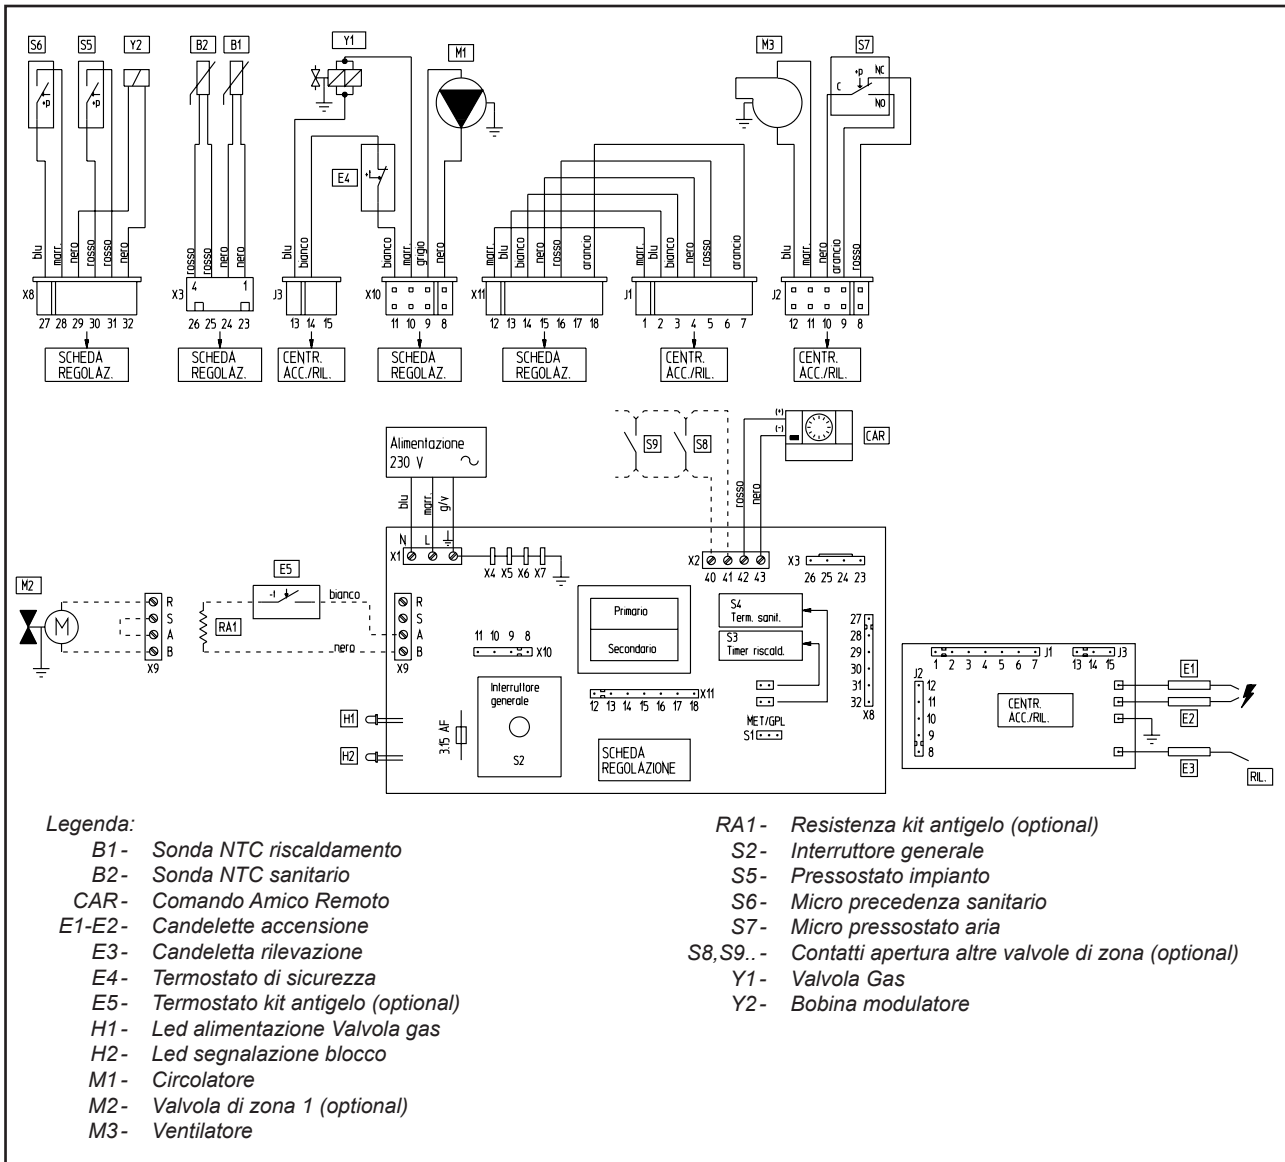 S6 S5 Y2 B2 B1 Y1 M1 M3 S7
+p +p +p C NC NO
E4 +t
blu marr. nero rosso rosso nero
rosso rosso nero nero
blu bianco
bianco marr. grigio nero
marr. blu bianco nero rosso arancio
marr. blu bianco nero rosso arancio
blu marr. nero arancio rosso
X8 X3 4 1 J3 X10 X11 J1 J2
27 28 29 30 31 32
26 25 24 23
13 14 15
11 10 9 8
12 13 14 15 16 17 18
1 2 3 4 5 6 7
12 11 10 9 8
SCHEDA
REGOLAZ.
SCHEDA
REGOLAZ.
CENTR.
ACC./RIL.
SCHEDA
REGOLAZ.
SCHEDA
REGOLAZ.
CENTR.
ACC./RIL.
CENTR.
ACC./RIL.
Alimentazione
230 V
blu marr. g/v
N L
X1
X4 X5 X6 X7
S9 S8
(+)
(-)
CAR
rosso nero
X2
40 41 42 43
X3
26 25 24 23
M2
M
R
S
A
B
X9
RA1
E5
-t
bianco
nero
R
S
A
B
X9
11 10 9 8
X10
Primario
Secondario
S4
Term. sanit.
S3
Timer riscald.
27
28
29
30
31
32
X8
H1
H2
3.15 AF
Interruttore
generale
S2
12 13 14 15 16 17 18
X11
MET/GPL
S1
SCHEDA
REGOLAZIONE
1 2 3 4 5 6 7
J1
13 14 15
J3
J2
12
11
10
9
8
CENTR.
ACC./RIL.
E1
E2
E3
RIL.
Legenda:
B1- Sonda NTC riscaldamento
B2- Sonda NTC sanitario
CAR- Comando Amico Remoto
E1-E2- Candelette accensione
E3- Candeletta rilevazione
E4- Termostato di sicurezza
E5- Termostato kit antigelo (optional)
H1- Led alimentazione Valvola gas
H2- Led segnalazione blocco
M1- Circolatore
M2- Valvola di zona 1 (optional)
M3- Ventilatore
RA1- Resistenza kit antigelo (optional)
S2- Interruttore generale
S5- Pressostato impianto
S6- Micro precedenza sanitario
S7- Micro pressostato aria
S8,S9..- Contatti apertura altre valvole di zona (optional)
Y1- Valvola Gas
Y2- Bobina modulatore